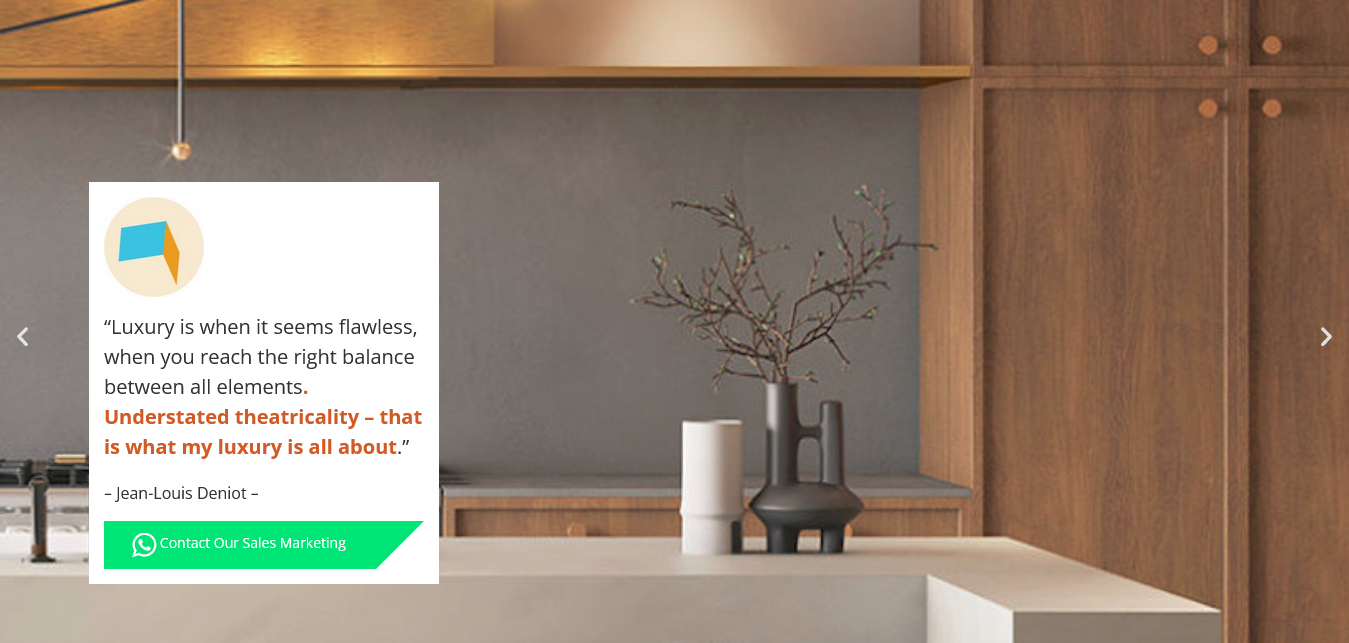 “Luxury is when it seems flawless,
when you reach the right balance
between all elements.
Understated theatricality – that
is what my luxury is all about.”
– Jean-Louis Deniot –
Contact Our Sales Marketing